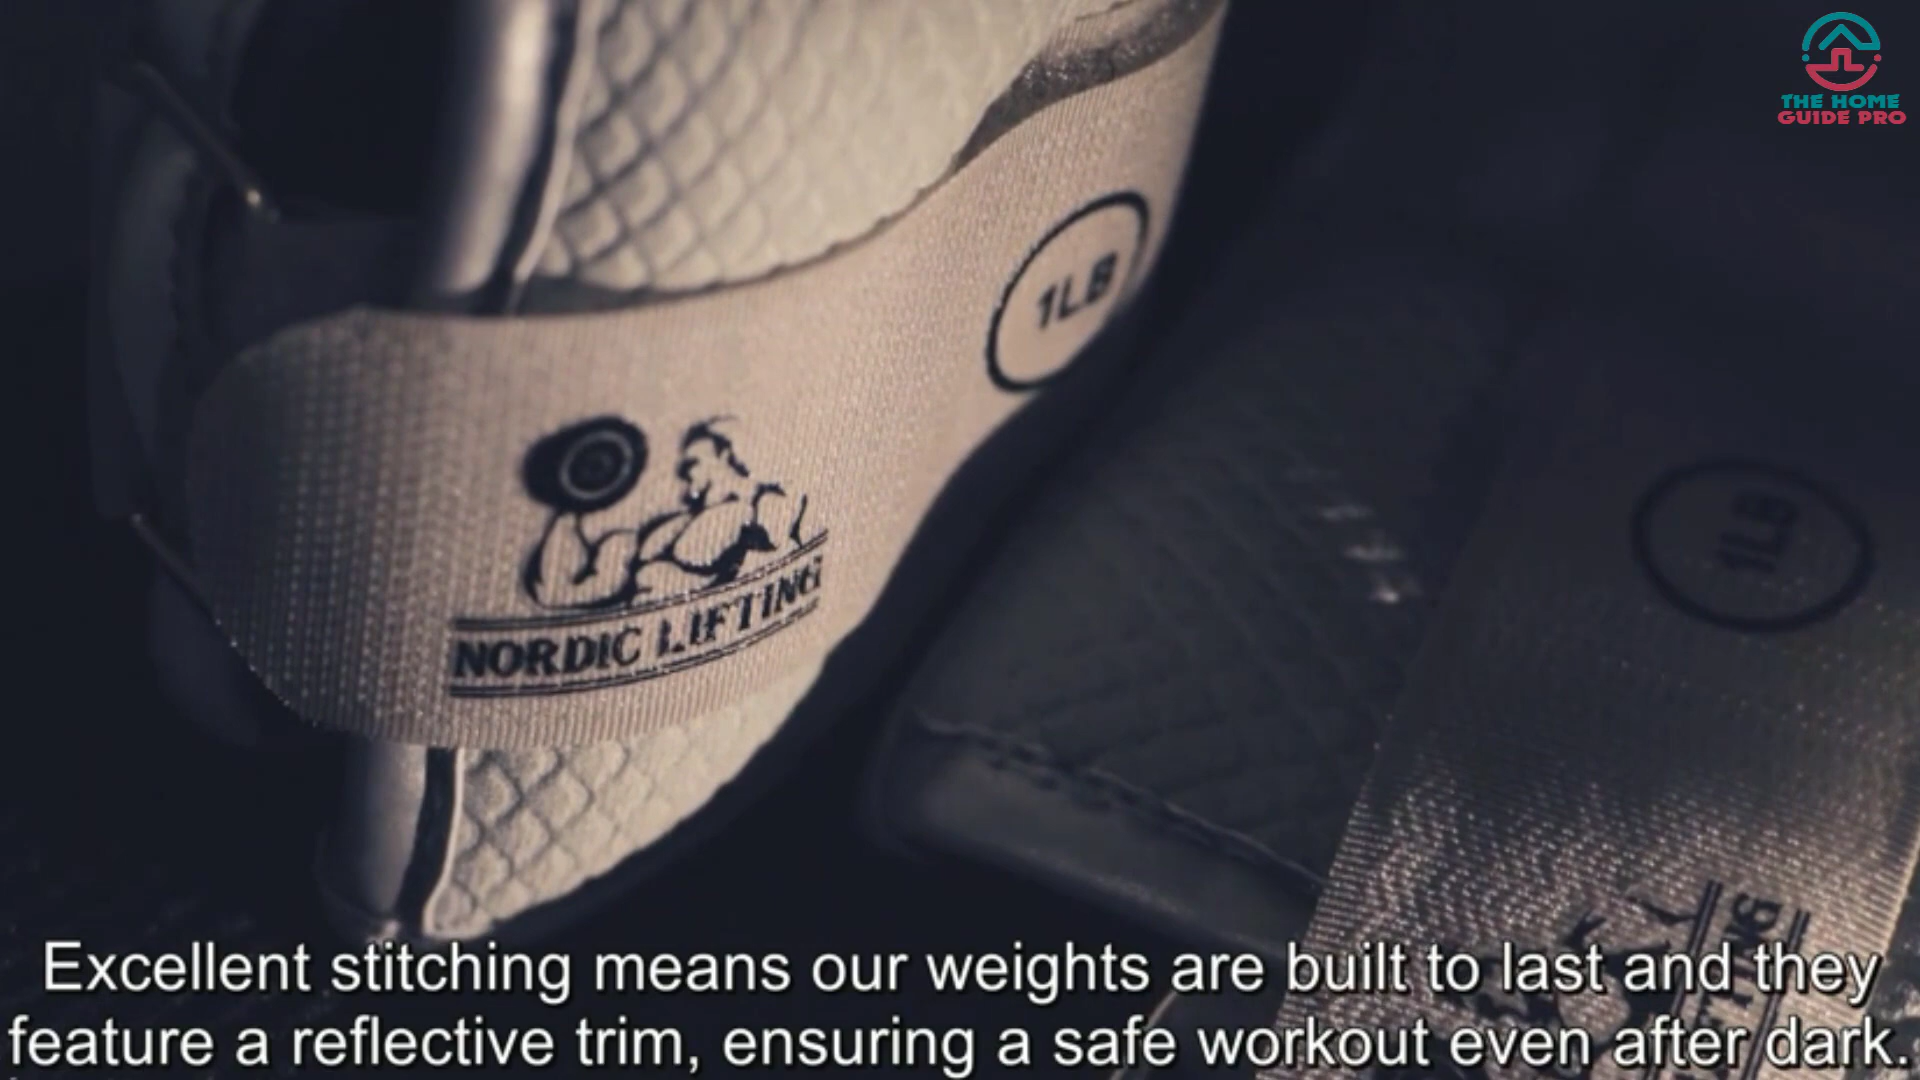 THE HOME
GUIDE PRO
1LB
NORDIC LIFTING
1LB
FTING
Excellent stitching means our weights are built to last and they
feature a reflective trim, ensuring a safe workout even after dark.